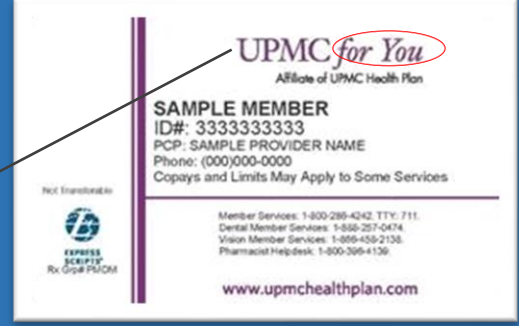 UPMC for You
Affiliate of UPMC Health Plan
SAMPLE MEMBER
ID#: 3333333333
PCP: SAMPLE PROVIDER NAME
Phone: (000)000-0000
Copays and Limits May Apply to Some Services
Not Transferable
EXPRESS
SCRIPTS
Rx Grp# PMDM
Member Services: 1-800-286-4242, TTY: 711.
Dental Member Services: 1-888-257-0474.
Vision Member Services: 1-866-458-2138.
Pharmacist Helpdesk: 1-800-396-4139.
www.upmchealthplan.com